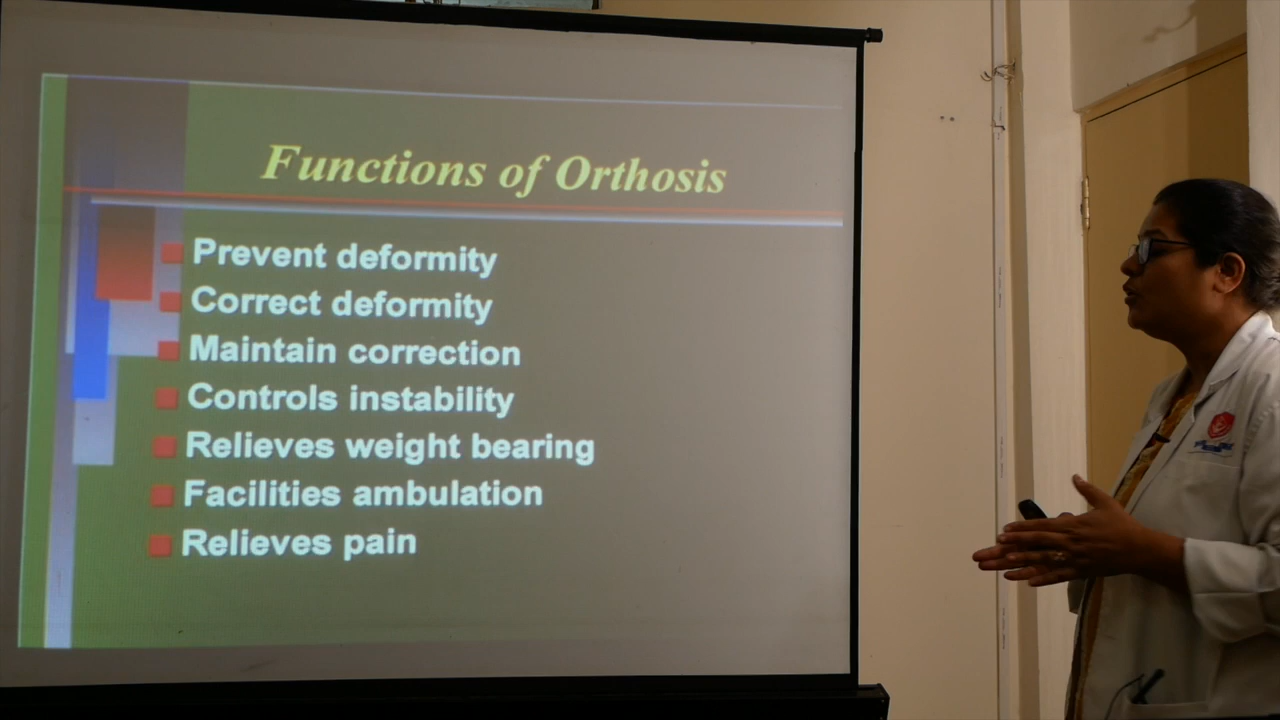 Functions of Orthosis
Prevent deformity
Correct deformity
Maintain correction
Controls instability
Relieves weight bearing
Facilities ambulation
Relieves pain